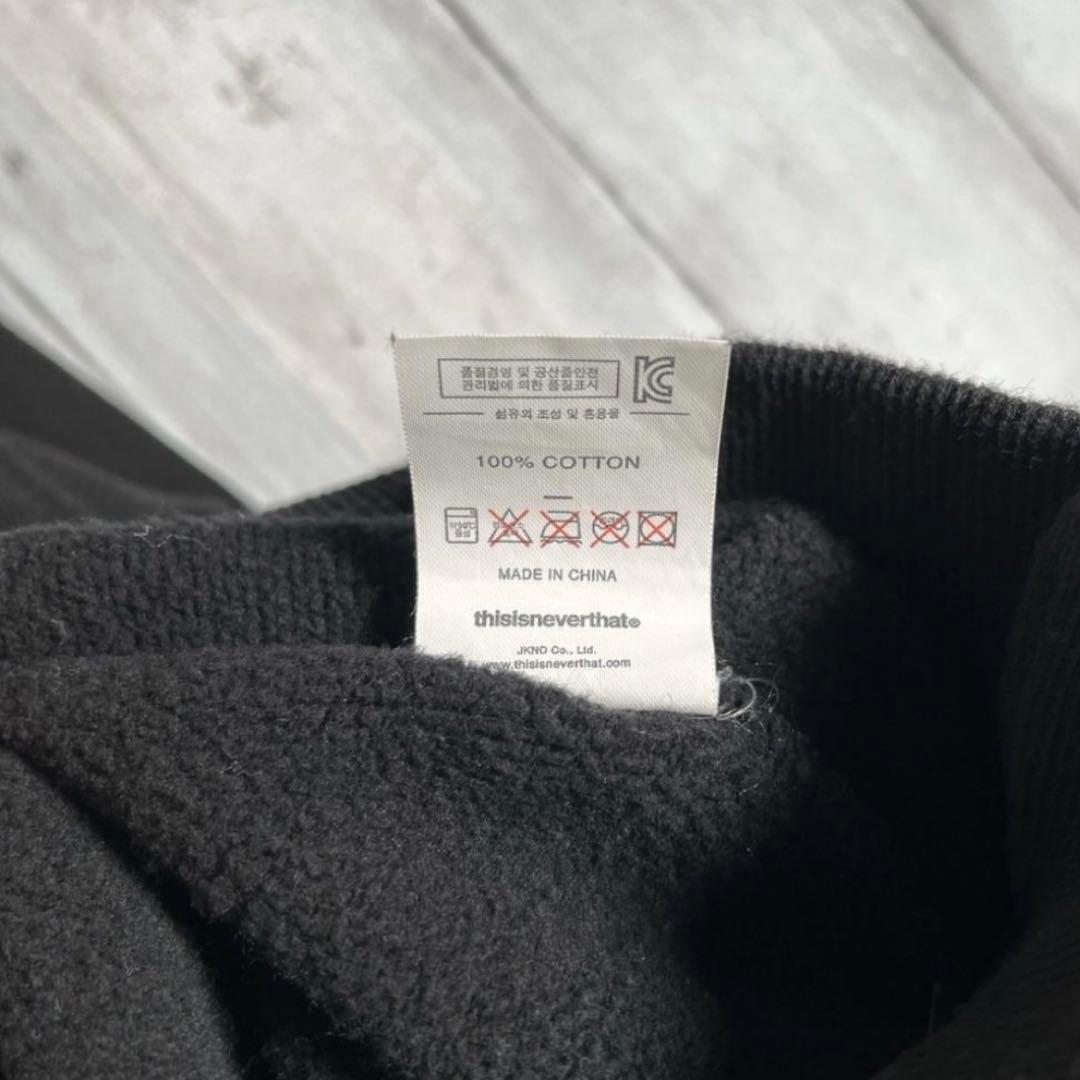 품질경영 및 공산품안전
관리법에 의한 품질표시
섬유의 조성 및 혼용율
100% COTTON
MADE IN CHINA
thisisneverthat®
JKND Co., Ltd.
www.thisisneverthat.com